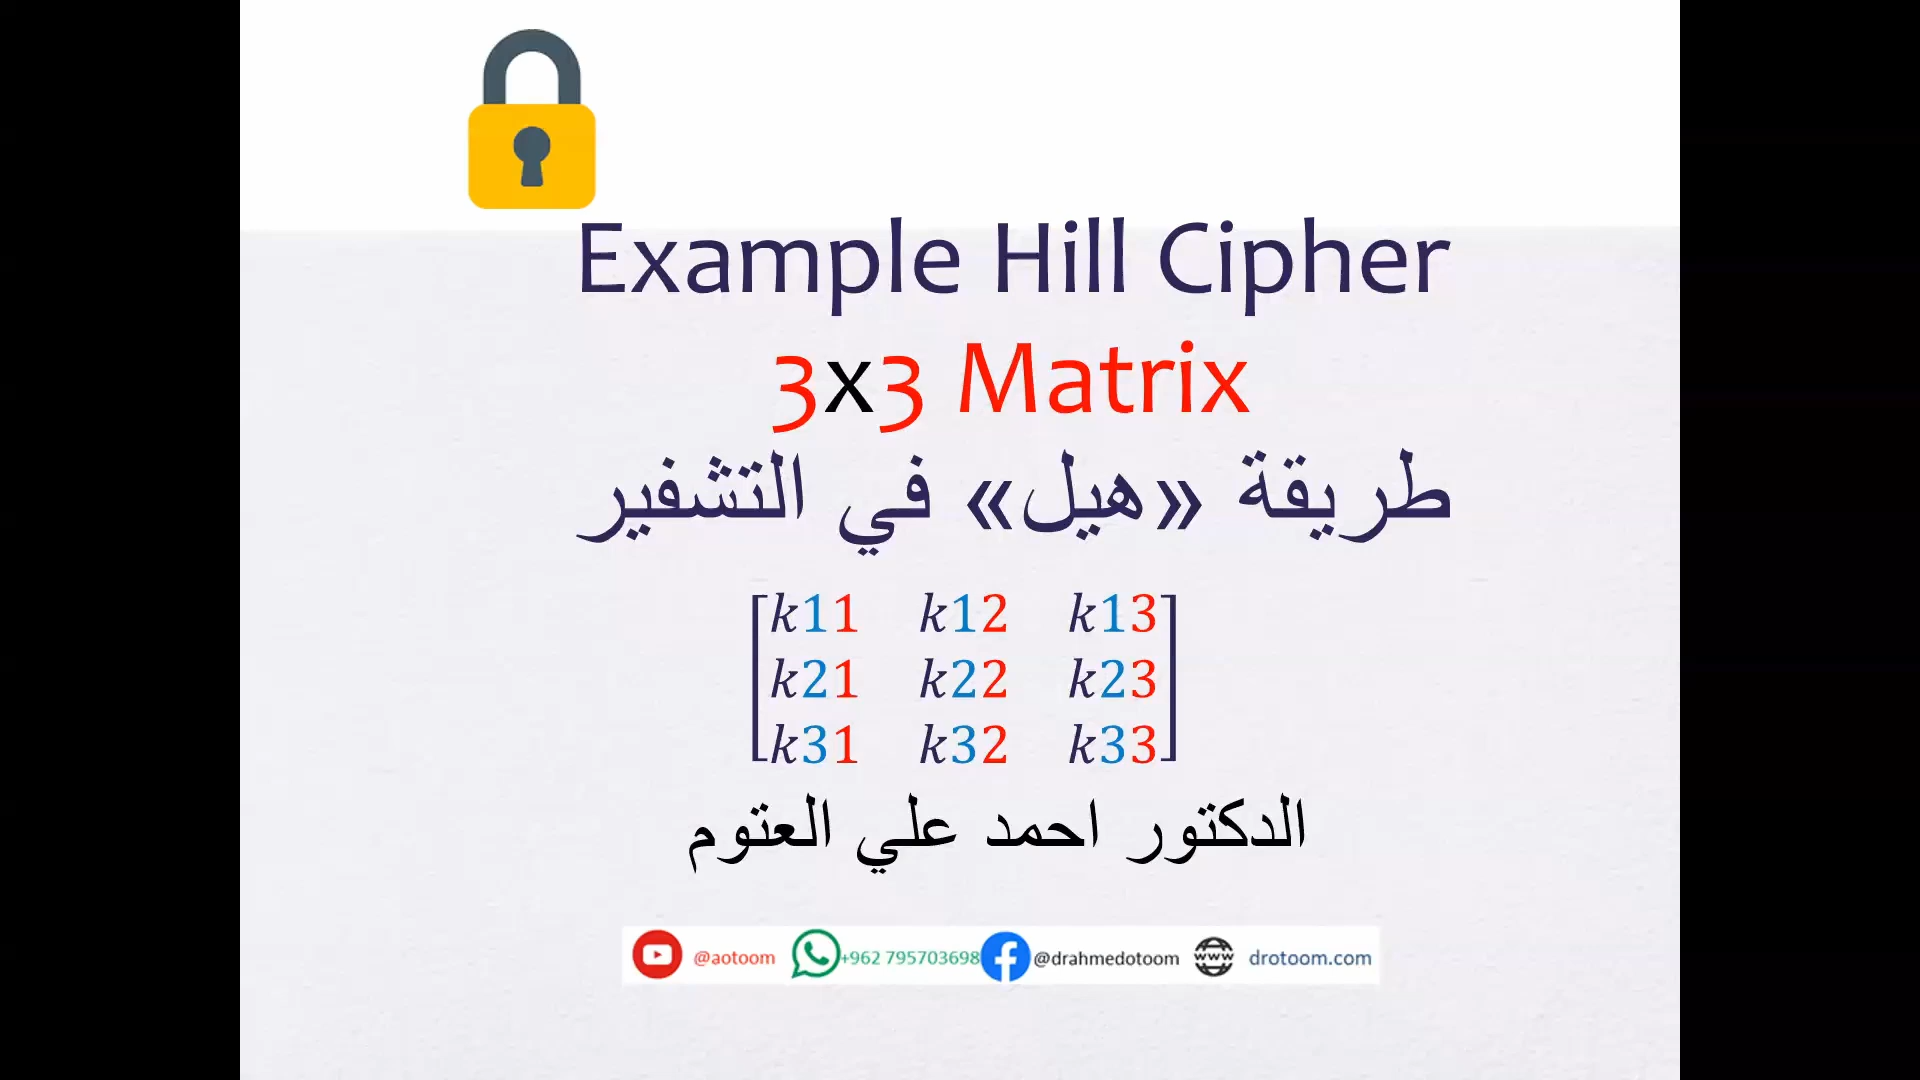 Example Hill Cipher
3x3 Matrix
طريقة «هيل» في التشفير
k11 k12 k13
k21 k22 k23
k31 k32 k33
الدكتور احمد علي العتوم
@aotoom +962 795703698 @drahmedotoom www drotoom.com